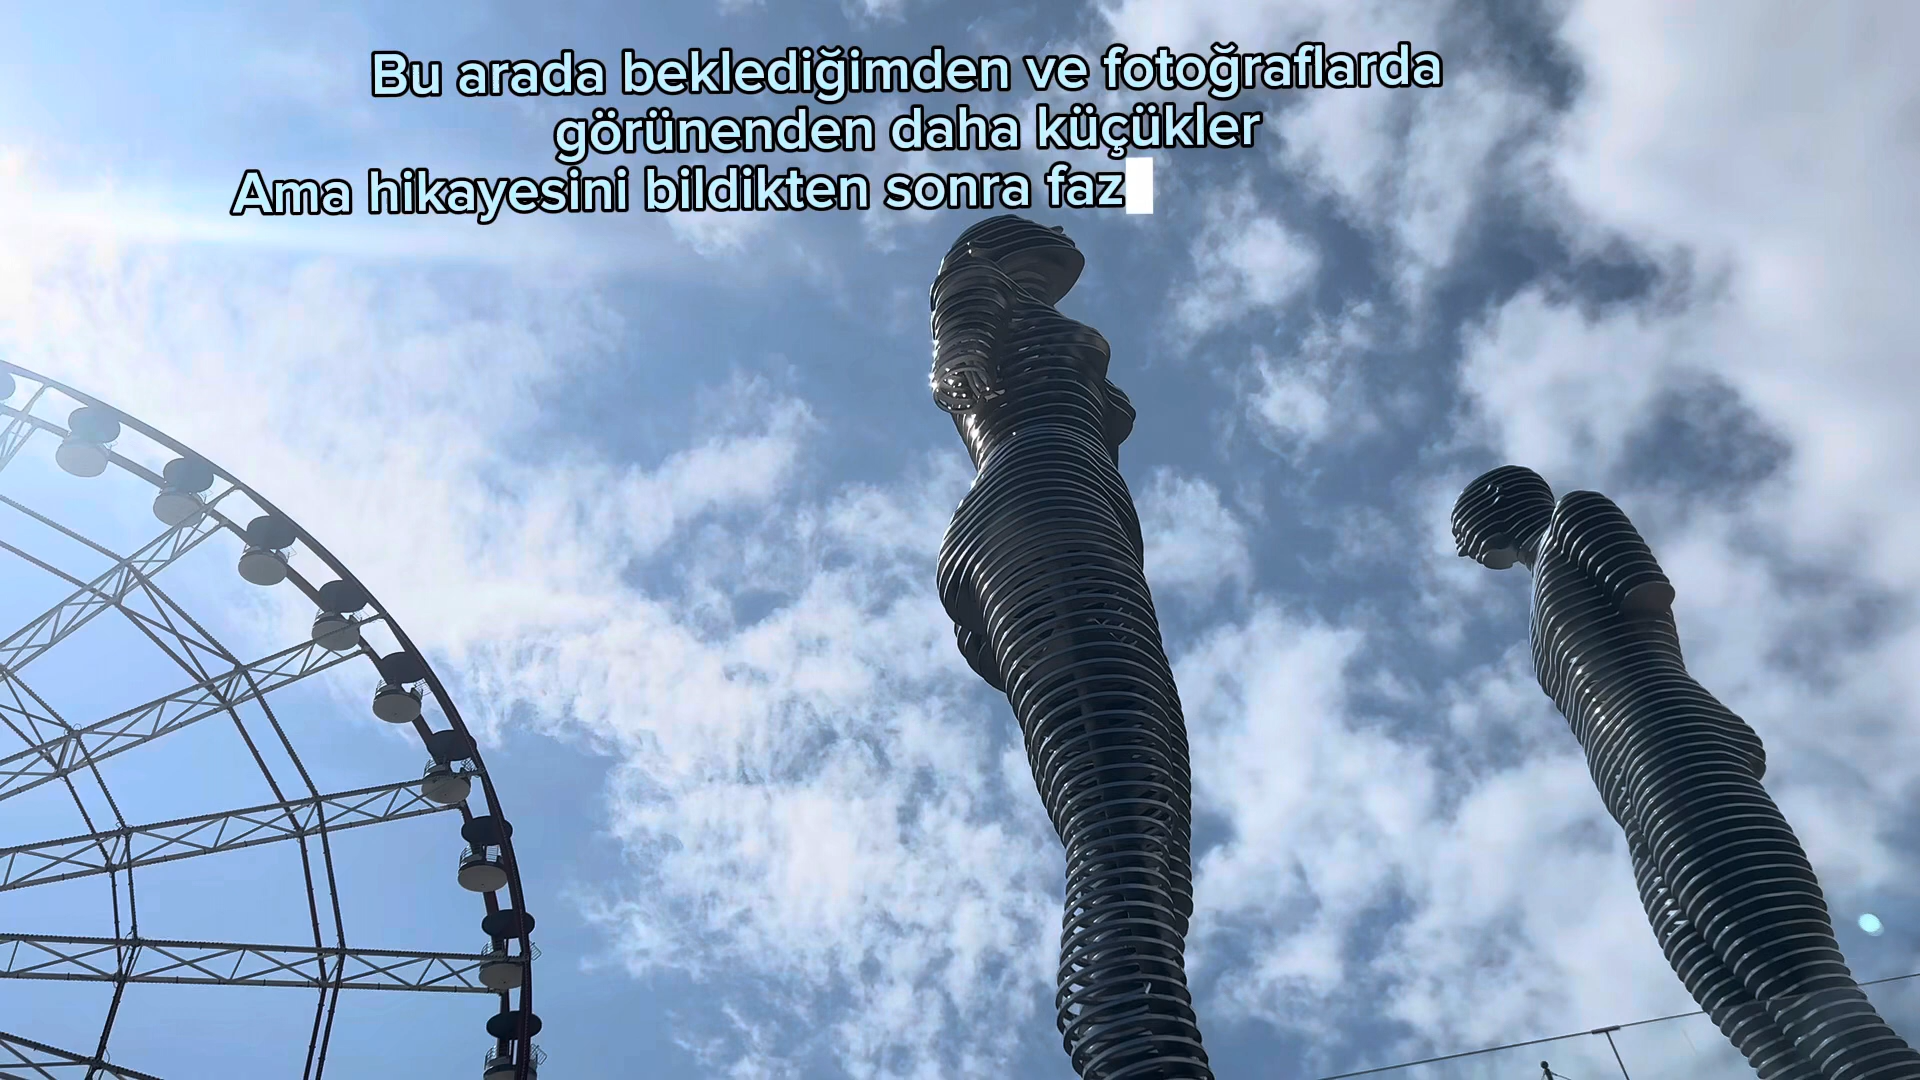 Bu arada beklediğimden ve fotoğraflarda
görünenden daha küçükler
Ama hikayesini bildikten sonra faz